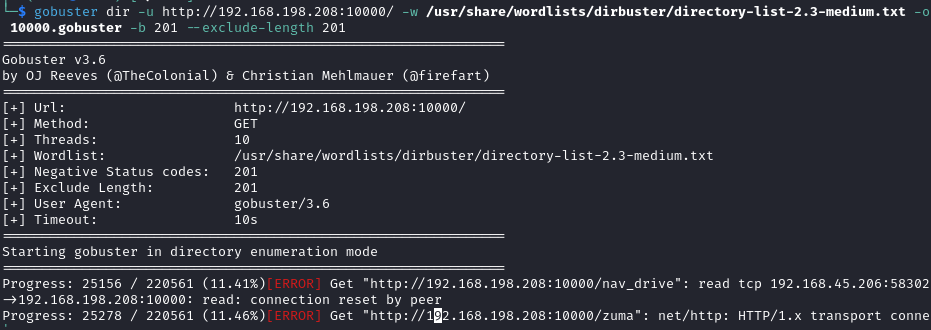 └─$ gobuster dir -u http://192.168.198.208:10000/ -w /usr/share/wordlists/dirbuster/directory-list-2.3-medium.txt -o
10000.gobuster -b 201 --exclude-length 201
===============================================================
Gobuster v3.6
by OJ Reeves (@TheColonial) & Christian Mehlmauer (@firefart)
===============================================================
[+] Url:                     http://192.168.198.208:10000/
[+] Method:                  GET
[+] Threads:                 10
[+] Wordlist:                /usr/share/wordlists/dirbuster/directory-list-2.3-medium.txt
[+] Negative Status codes:   201
[+] Exclude Length:          201
[+] User Agent:              gobuster/3.6
[+] Timeout:                 10s
===============================================================
Starting gobuster in directory enumeration mode
===============================================================
Progress: 25156 / 220561 (11.41%)[ERROR] Get "http://192.168.198.208:10000/nav_drive": read tcp 192.168.45.206:58302
→192.168.198.208:10000: read: connection reset by peer
Progress: 25278 / 220561 (11.46%)[ERROR] Get "http://192.168.198.208:10000/zuma": net/http: HTTP/1.x transport conne